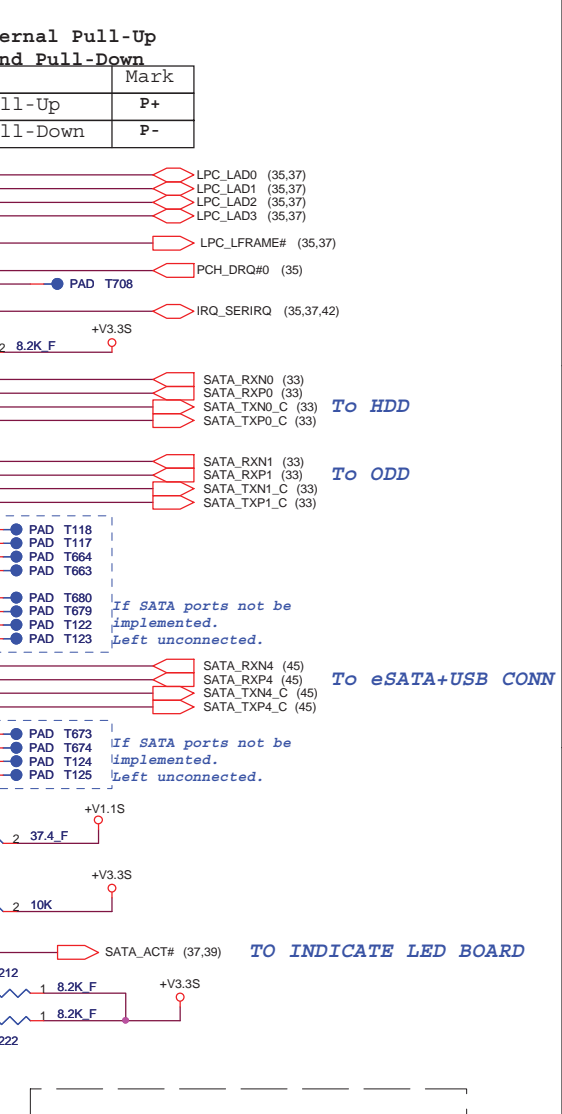 ernal Pull-Up
nd Pull-Down
Mark
ll-Up P+
ll-Down P-
LPC_LAD0 (35,37)
LPC_LAD1 (35,37)
LPC_LAD2 (35,37)
LPC_LAD3 (35,37)
LPC_LFRAME# (35,37)
PCH_DRQ#0 (35)
PAD T708
IRQ_SERIRQ (35,37,42)
+V3.3S
2 8.2K_F
SATA_RXN0 (33)
SATA_RXP0 (33)
SATA_TXN0_C (33) To HDD
SATA_TXP0_C (33)
SATA_RXN1 (33)
SATA_RXP1 (33) To ODD
SATA_TXN1_C (33)
SATA_TXP1_C (33)
PAD T118
PAD T117
PAD T664
PAD T663
PAD T680
PAD T679
PAD T122
PAD T123
If SATA ports not be
implemented.
Left unconnected.
SATA_RXN4 (45)
SATA_RXP4 (45) To eSATA+USB CONN
SATA_TXN4_C (45)
SATA_TXP4_C (45)
PAD T673
PAD T674
PAD T124
PAD T125
If SATA ports not be
implemented.
Left unconnected.
+V1.1S
2 37.4_F
+V3.3S
2 10K
SATA_ACT# (37,39) TO INDICATE LED BOARD
212
1 8.2K_F
+V3.3S
1 8.2K_F
222